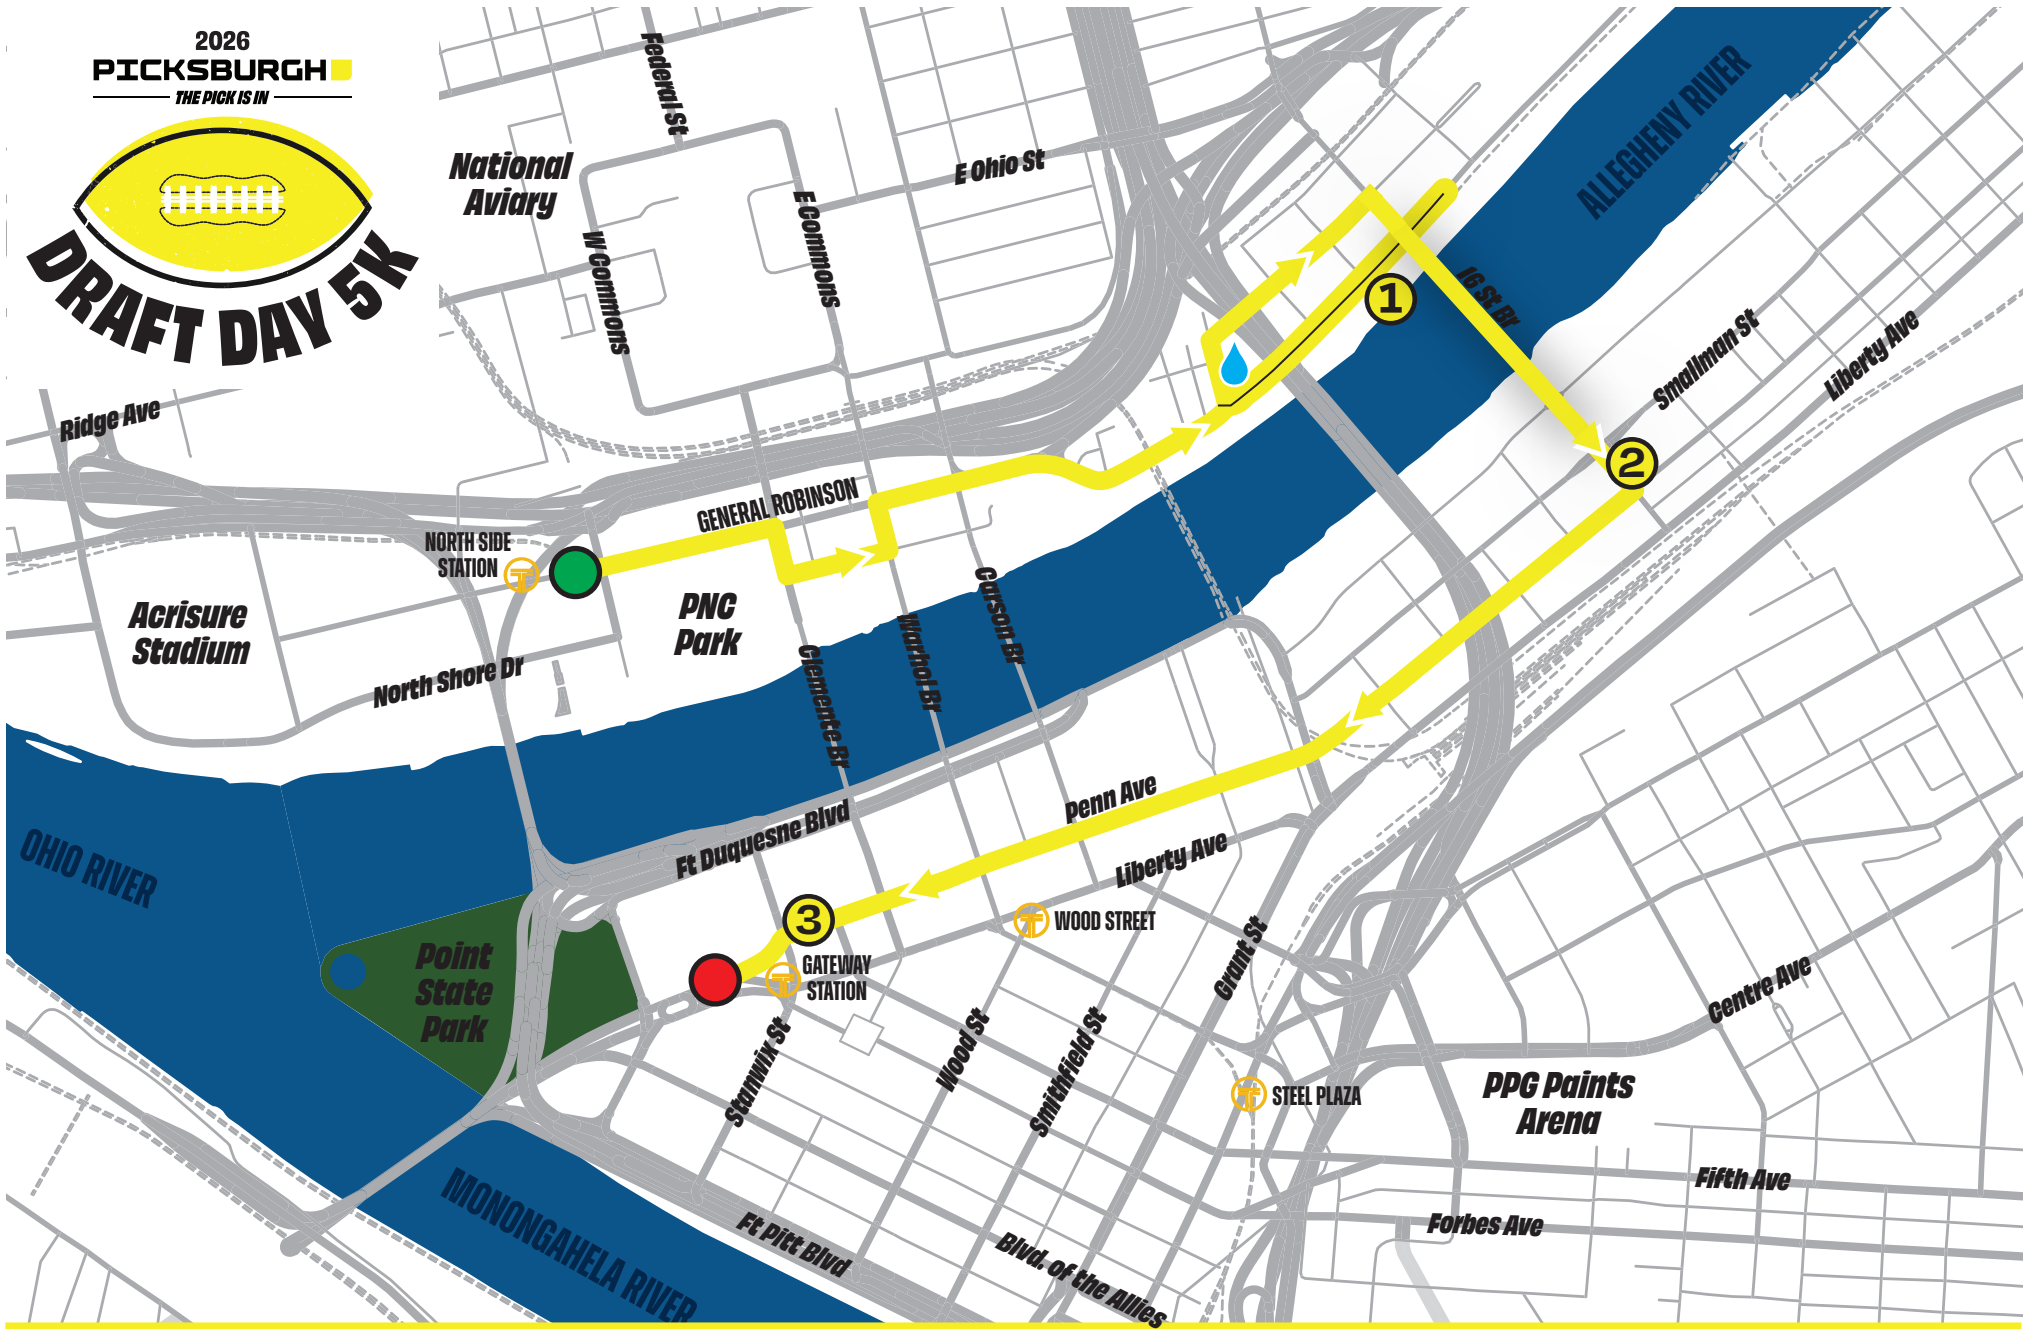 2026
PICKSBURGH
THE PICK IS IN
DRAFT DAY 5K
Federal St
National
Aviary
E Ohio St
E Commons
W Commons
ALLEGHENY RIVER
16 St Br
1
Smallman St
Liberty Ave
2
Ridge Ave
GENERAL ROBINSON
NORTH SIDE
STATION
Acrisure
Stadium
PNC
Park
North Shore Dr
Clemente Br
Warhol Br
Carson Br
OHIO RIVER
Ft Duquesne Blvd
Penn Ave
Liberty Ave
3
WOOD STREET
GATEWAY
STATION
Point
State
Park
Grant St
Stanwix St
Wood St
Smithfield St
STEEL PLAZA
Centre Ave
PPG Paints
Arena
Fifth Ave
Forbes Ave
MONONGAHELA RIVER
Ft Pitt Blvd
Blvd. of the Allies